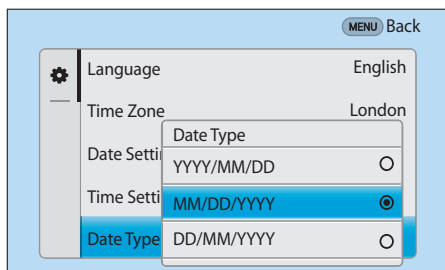 MENU Back
Language English
Time Zone London
Date Type
Date Setti
YYYY/MM/DD
Time Setti
MM/DD/YYYY
Date Type
DD/MM/YYYY